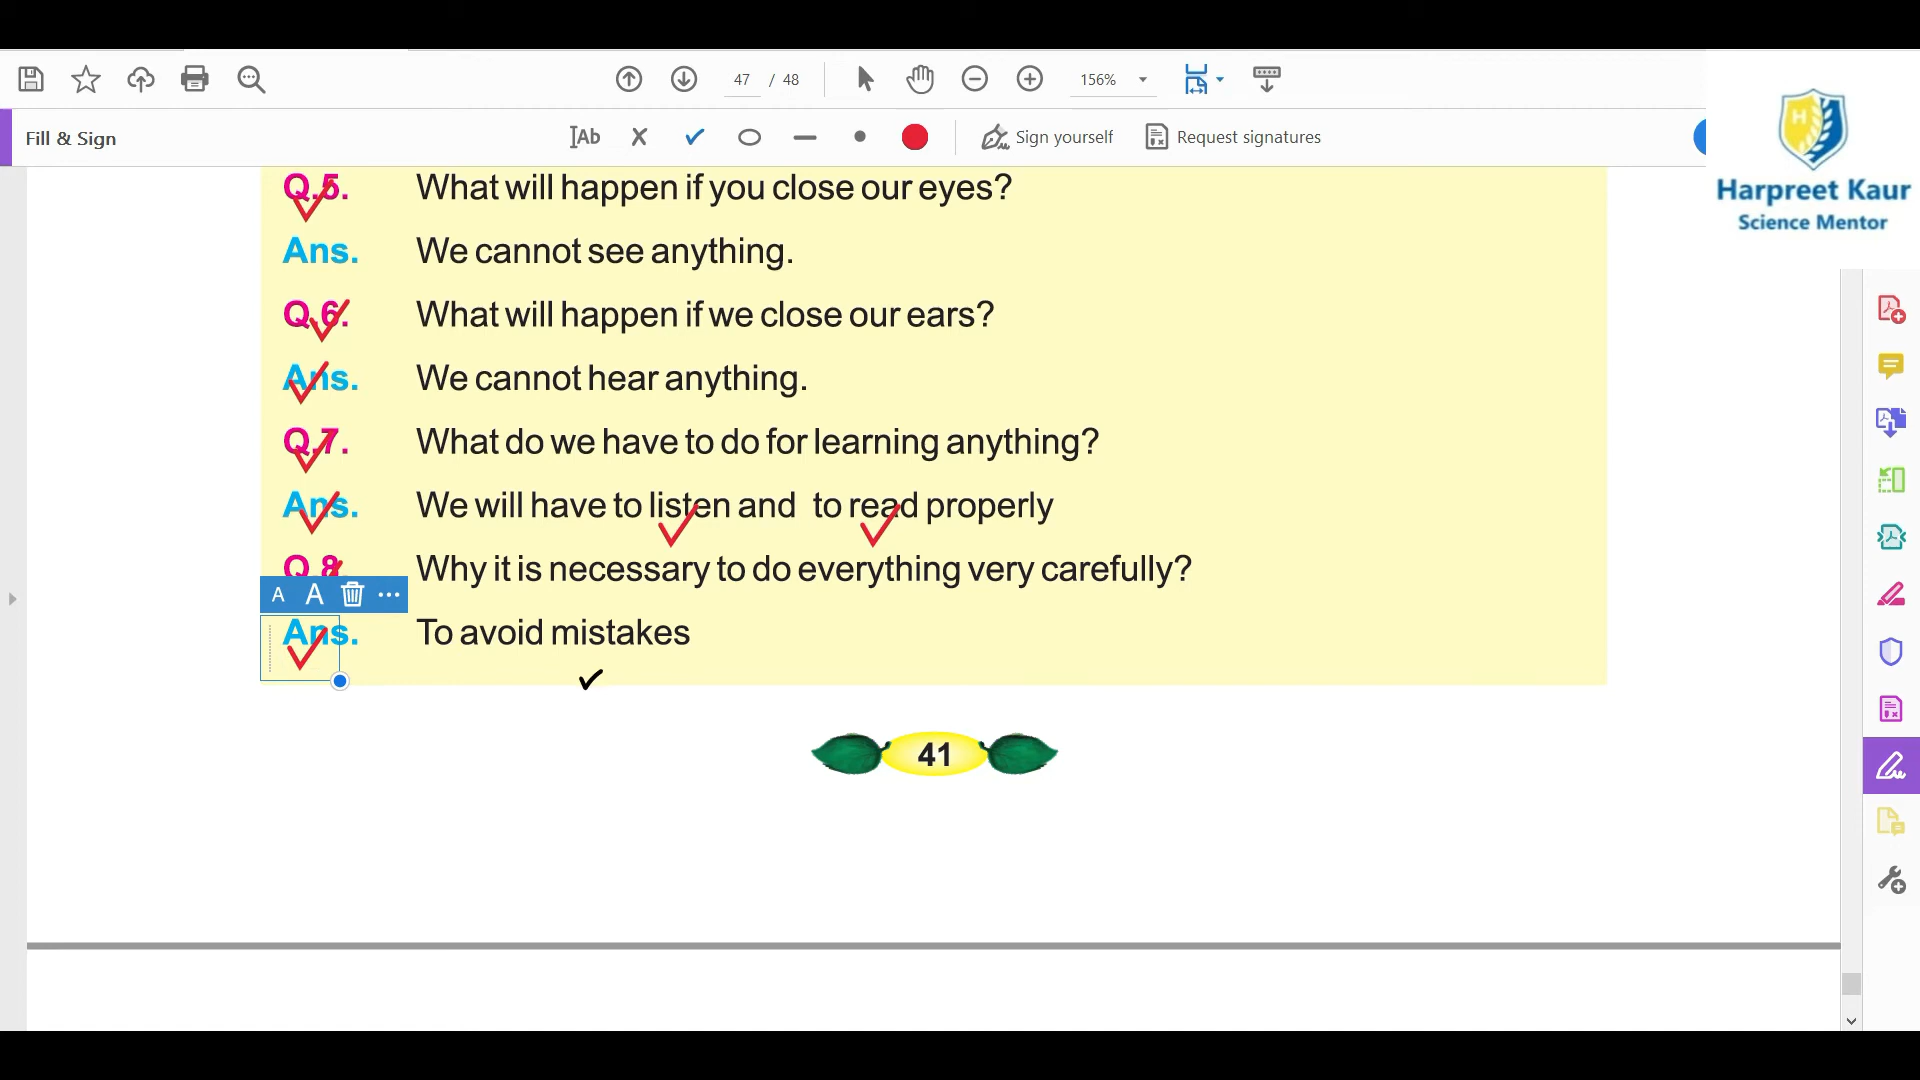 47 / 48
156%
Fill & Sign
Ab
Sign yourself
Request signatures
H
Harpreet Kaur
Science Mentor
Q.5. What will happen if you close our eyes?
Ans. We cannot see anything.
Q.6. What will happen if we close our ears?
Ans. We cannot hear anything.
Q.7. What do we have to do for learning anything?
Ans. We will have to listen and to read properly
Q.8. Why it is necessary to do everything very carefully?
A A
Ans. To avoid mistakes
41